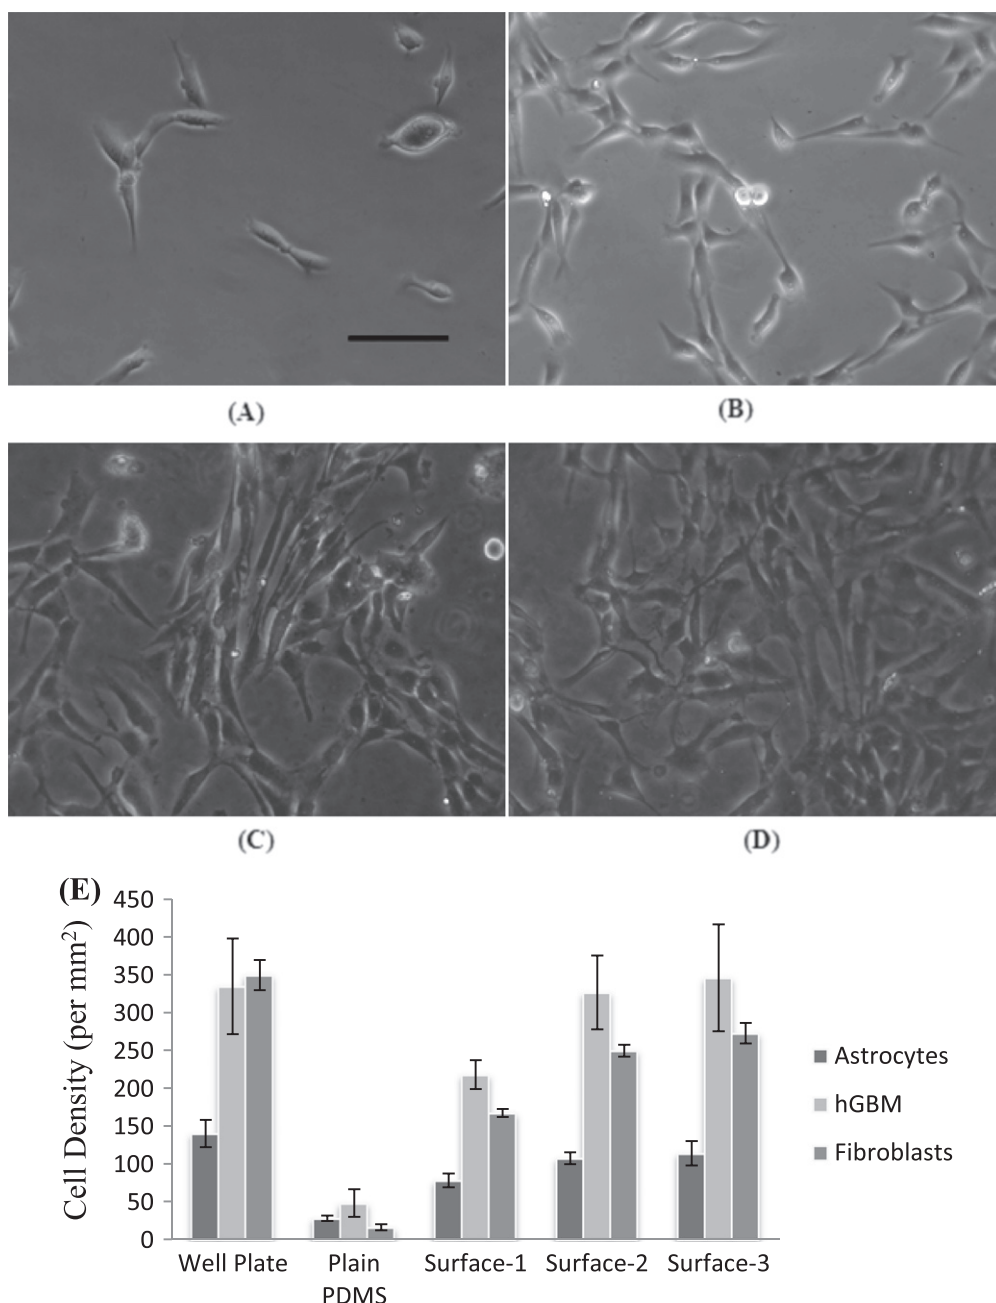 (A)
(B)
(C)
(D)
(E)
Cell Density (per mm²)
450
400
350
300
250
200
150
100
50
0
Well Plate
Plain
PDMS
Surface-1
Surface-2
Surface-3
Astrocytes
hGBM
Fibroblasts